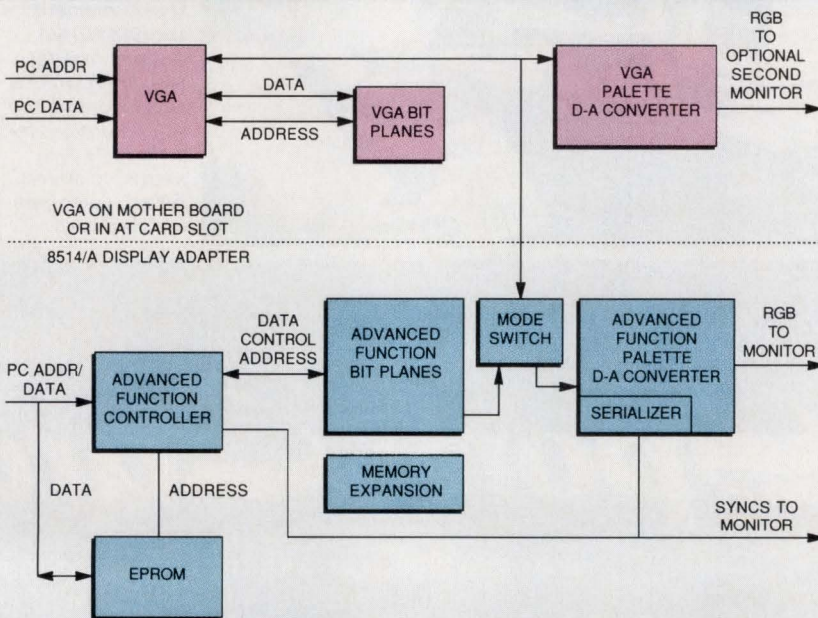 RGB
TO
OPTIONAL
SECOND
MONITOR
PC ADDR
PC DATA
VGA
DATA
ADDRESS
VGA BIT
PLANES
VGA
PALETTE
D-A CONVERTER
VGA ON MOTHER BOARD
OR IN AT CARD SLOT
8514/A DISPLAY ADAPTER
PC ADDR/
DATA
ADVANCED
FUNCTION
CONTROLLER
DATA
CONTROL
ADDRESS
ADVANCED
FUNCTION
BIT PLANES
MODE
SWITCH
ADVANCED
FUNCTION
PALETTE
D-A CONVERTER
SERIALIZER
RGB
TO
MONITOR
MEMORY
EXPANSION
DATA
ADDRESS
EPROM
SYNCS TO
MONITOR